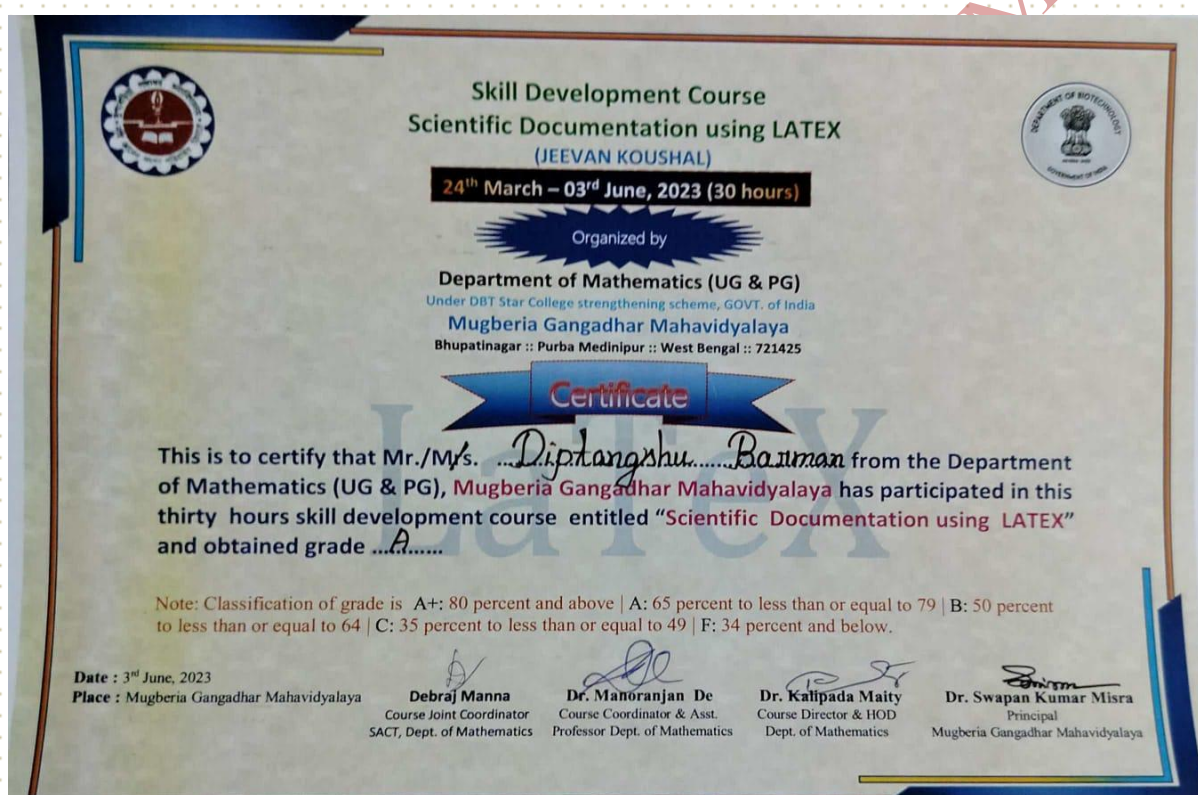 Skill Development Course
Scientific Documentation using LATEX
(JEEVAN KOUSHAL)
24th March – 03rd June, 2023 (30 hours)
Organized by
Department of Mathematics (UG & PG)
Under DBT Star College strengthening scheme, GOVT. of India
Mugberia Gangadhar Mahavidyalaya
Bhupatinagar :: Purba Medinipur :: West Bengal :: 721425
Certificate
LaTeX
This is to certify that Mr./M/s. ...Diptangshu......Barman from the Department
of Mathematics (UG & PG), Mugberia Gangadhar Mahavidyalaya has participated in this
thirty hours skill development course entitled “Scientific Documentation using LATEX”
and obtained grade ...A......
Note: Classification of grade is A+: 80 percent and above | A: 65 percent to less than or equal to 79 | B: 50 percent
to less than or equal to 64 | C: 35 percent to less than or equal to 49 | F: 34 percent and below.
Date : 3rd June, 2023
Place : Mugberia Gangadhar Mahavidyalaya
Debraj Manna
Course Joint Coordinator
SACT, Dept. of Mathematics
Dr. Manoranjan De
Course Coordinator & Asst.
Professor Dept. of Mathematics
Dr. Kalipada Maity
Course Director & HOD
Dept. of Mathematics
Dr. Swapan Kumar Misra
Principal
Mugberia Gangadhar Mahavidyalaya
DEPARTMENT OF BIOTECHNOLOGY
GOVERNMENT OF INDIA